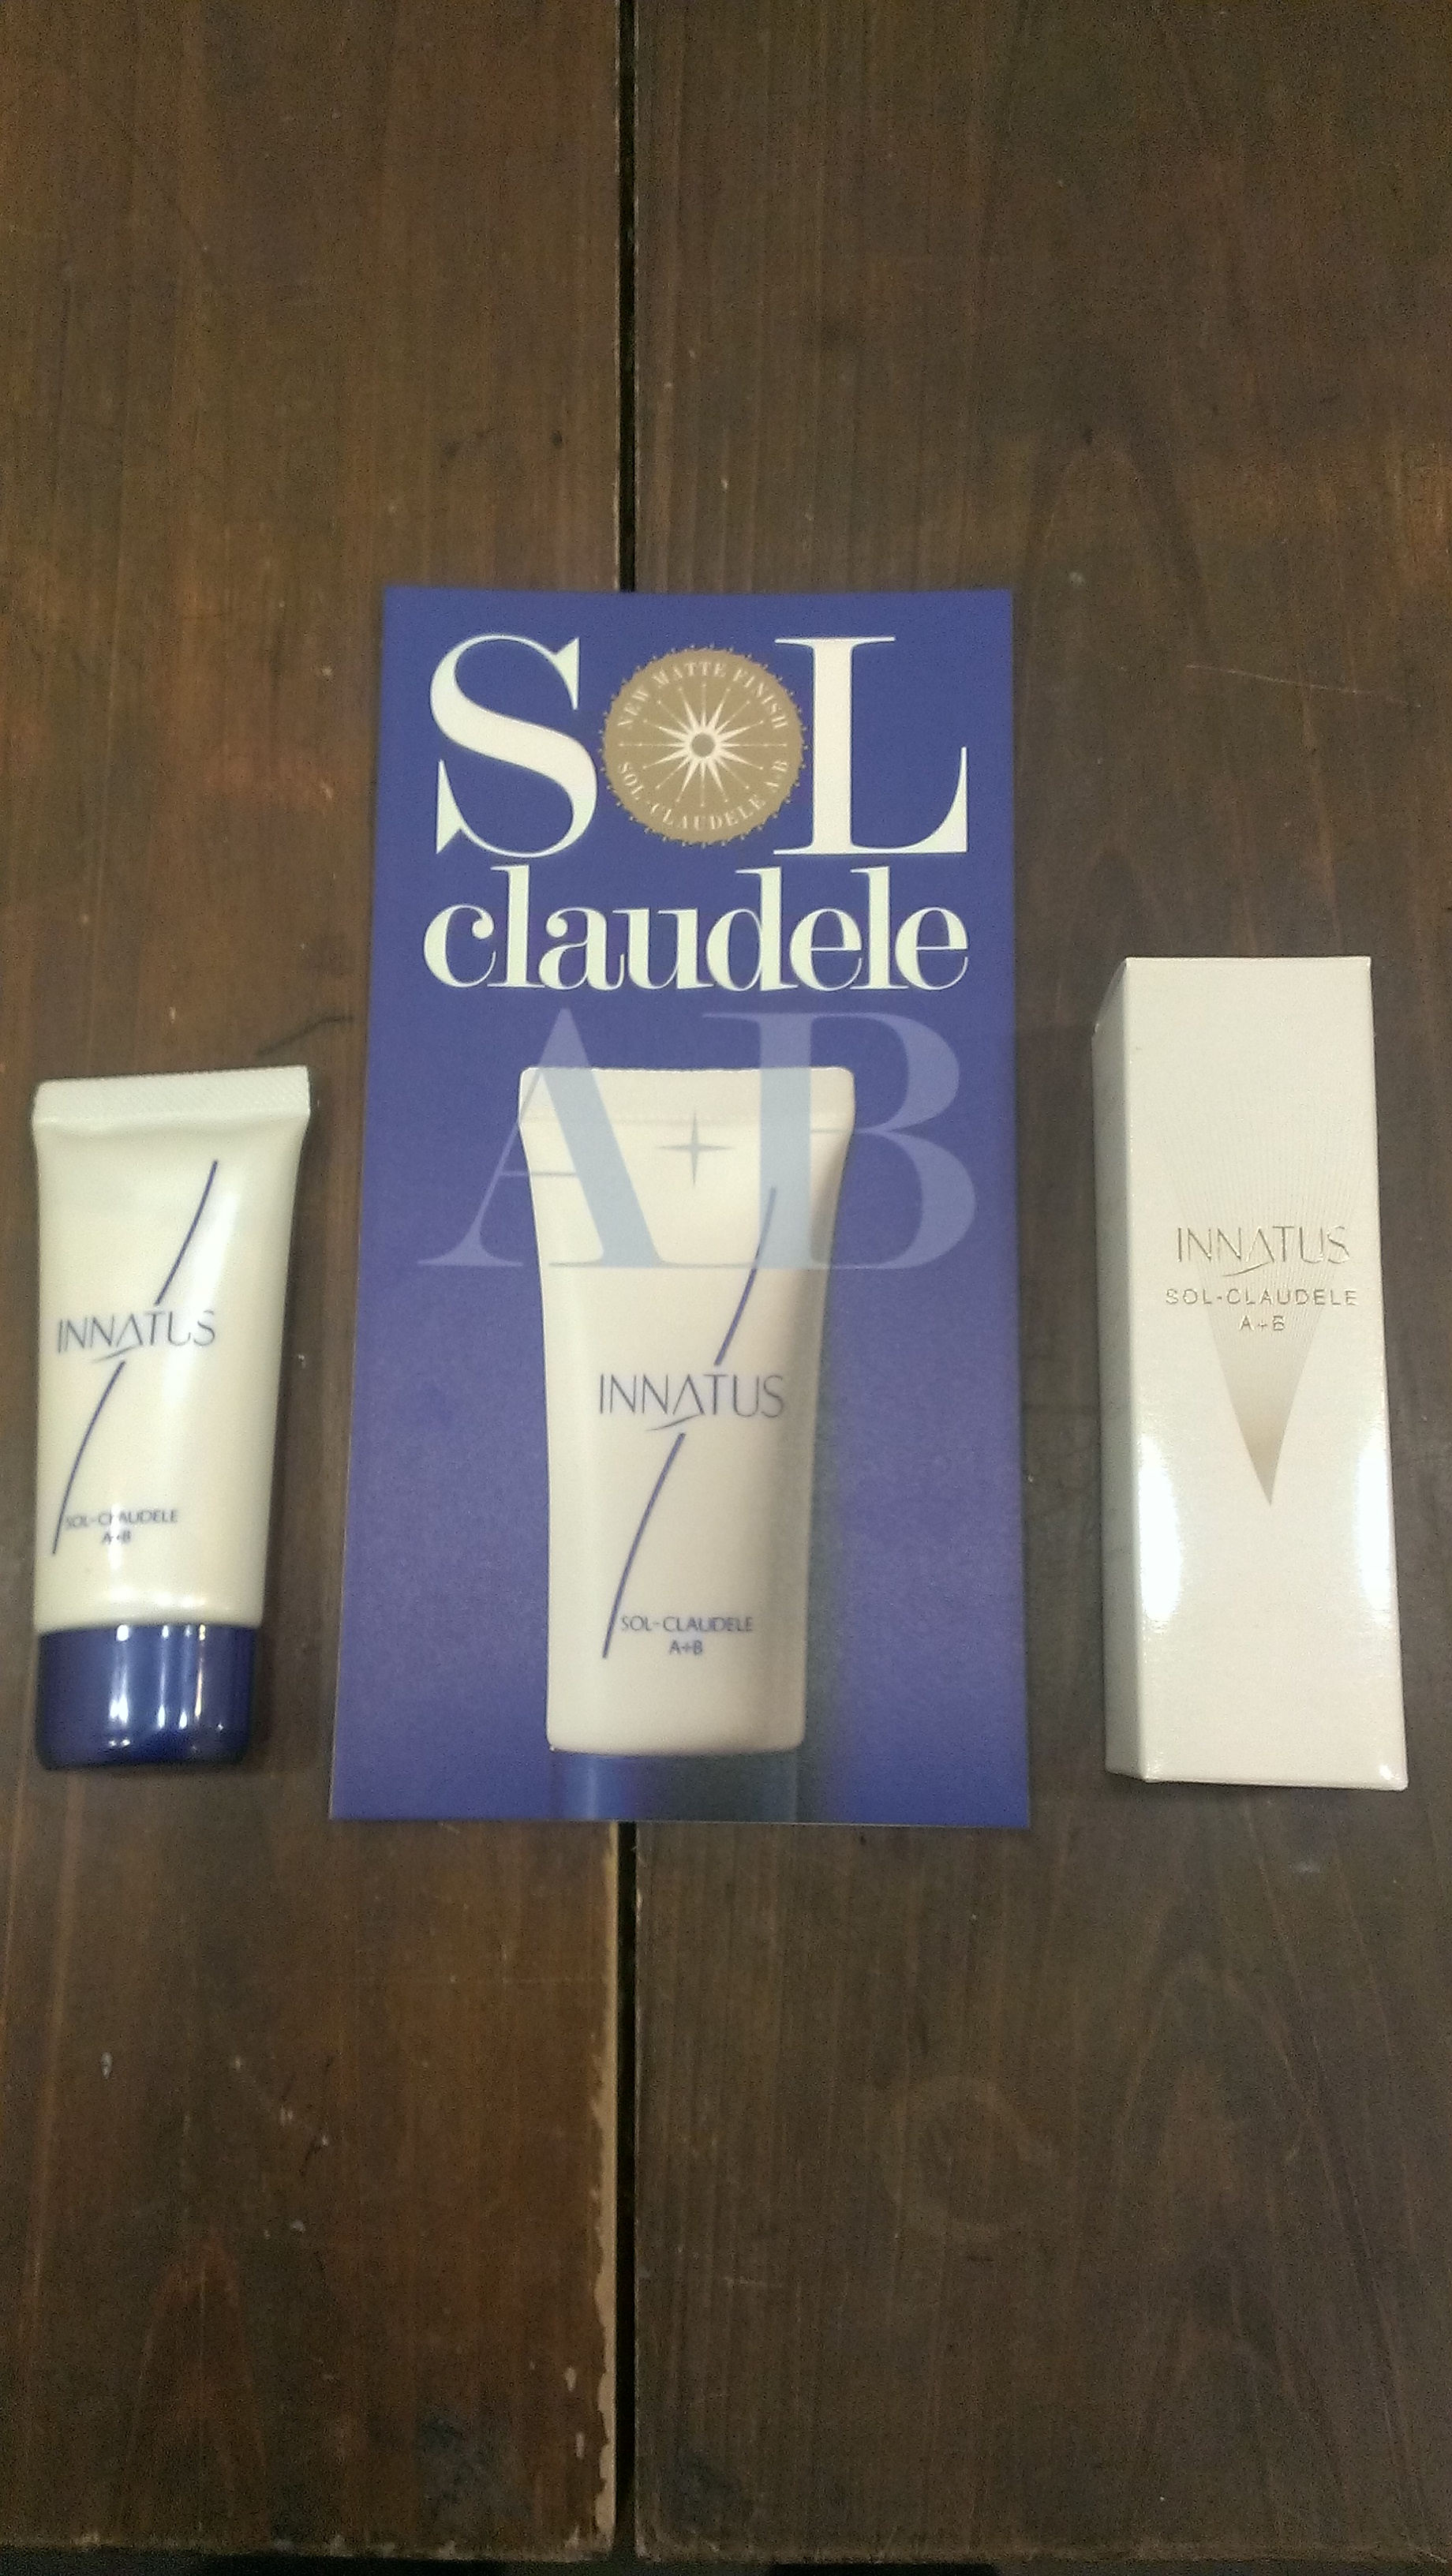 INNATUS
SOL-CLAUDELE
A+B
SOL
NEW MATTE FINISH
SOL-CLAUDELE A+B
claudele
A+B
INNATUS
SOL-CLAUDELE
A+B
INNATUS
SOL-CLAUDELE
A+B